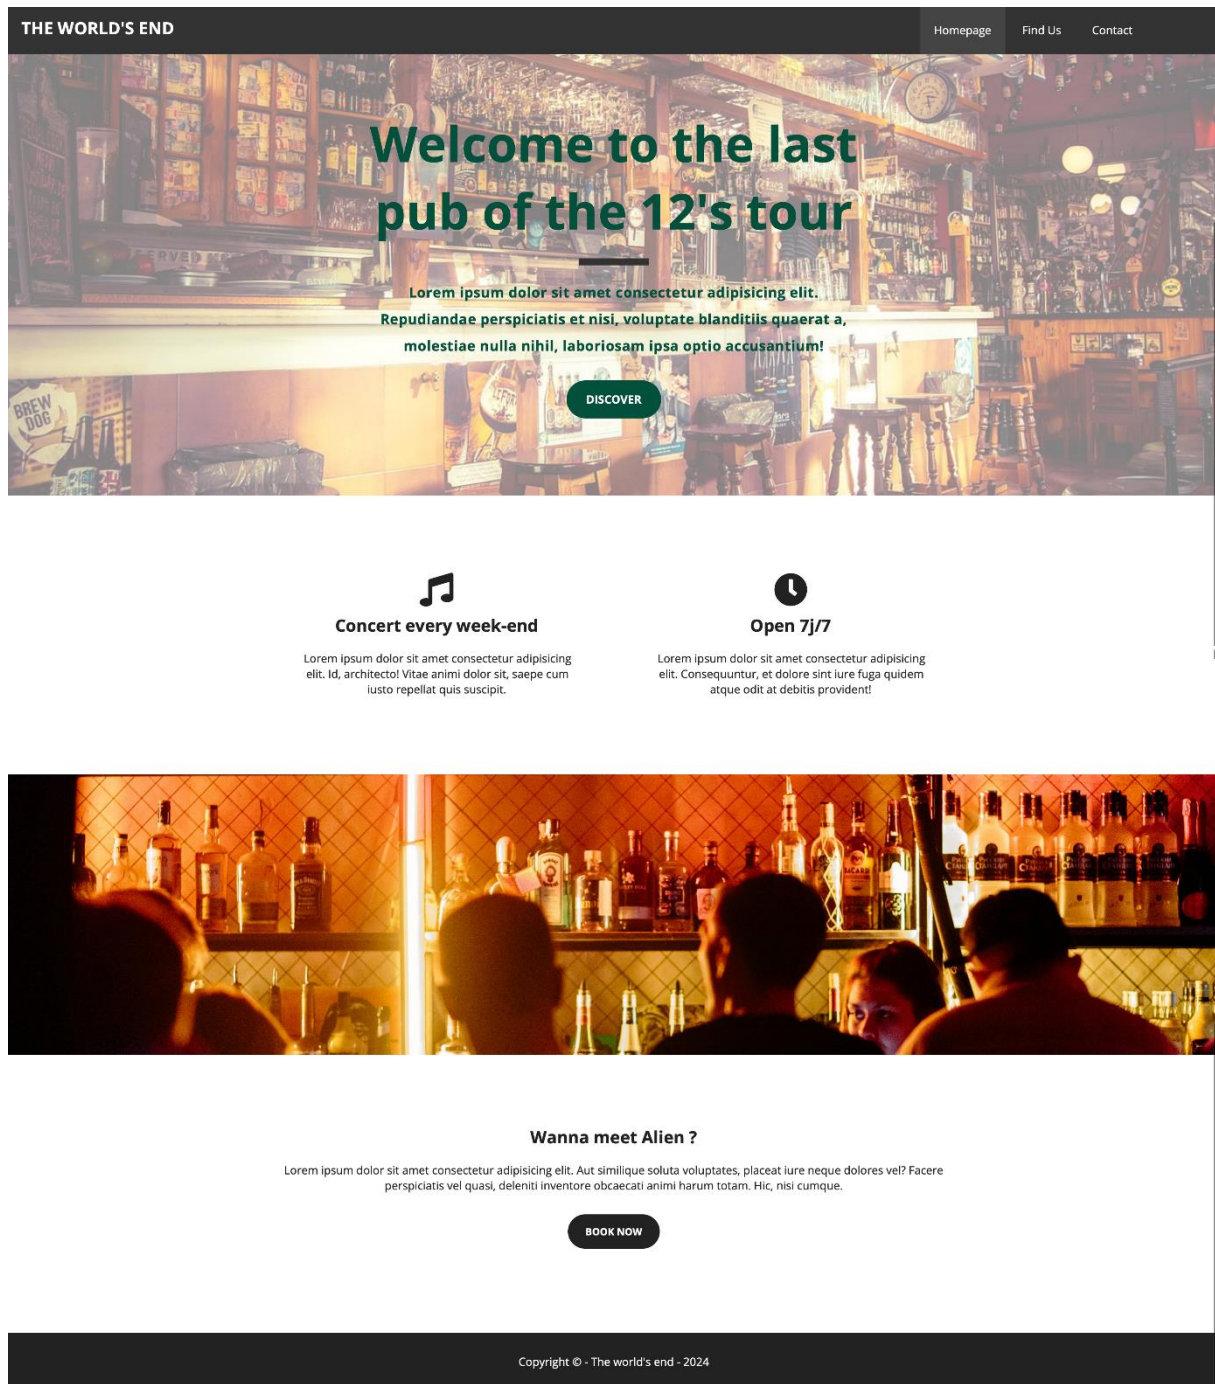 THE WORLD'S END
Homepage
Find Us
Contact
Welcome to the last
pub of the 12's tour
Lorem ipsum dolor sit amet consectetur adipisicing elit.
Repudiandae perspiciatis et nisi, voluptate blanditiis quaerat a,
molestiae nulla nihil, laboriosam ipsa optio accusantium!
DISCOVER
BREW
DOG
Concert every week-end
Lorem ipsum dolor sit amet consectetur adipisicing
elit. Id, architecto! Vitae animi dolor sit, saepe cum
iusto repellat quis suscipit.
Open 7j/7
Lorem ipsum dolor sit amet consectetur adipisicing
elit. Consequuntur, et dolore sint iure fuga quidem
atque odit at debitis provident!
BACARDI
Wanna meet Alien ?
Lorem ipsum dolor sit amet consectetur adipisicing elit. Aut similique soluta voluptates, placeat iure neque dolores vel? Facere
perspiciatis vel quasi, deleniti inventore obcaecati animi harum totam. Hic, nisi cumque.
BOOK NOW
Copyright © - The world's end - 2024